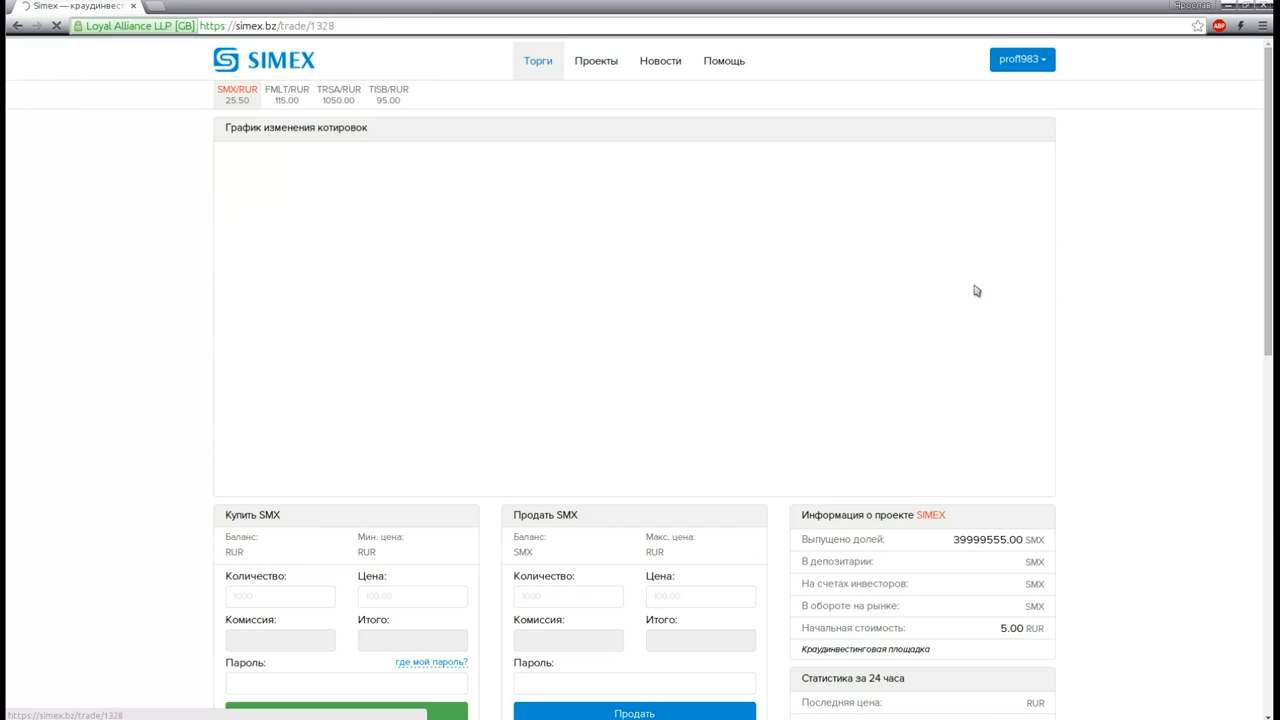 Simex — краудинвест
Ярослав
Loyal Alliance LLP [GB] https://simex.bz/trade/1328
ABP
SIMEX
Торги Проекты Новости Помощь
prof1983
SMX/RUR FMLT/RUR TRSA/RUR TISB/RUR
25.50 115.00 1050.00 95.00
График изменения котировок
Купить SMX
Баланс: Мин. цена:
RUR RUR
Количество: Цена:
1000 100.00
Комиссия: Итого:
Пароль: где мой пароль?
Продать SMX
Баланс: Макс. цена:
SMX RUR
Количество: Цена:
1000 100.00
Комиссия: Итого:
Пароль:
Продать
Информация о проекте SIMEX
Выпущено долей: 39999555.00 SMX
В депозитарии: SMX
На счетах инвесторов: SMX
В обороте на рынке: SMX
Начальная стоимость: 5.00 RUR
Краудинвестинговая площадка
Статистика за 24 часа
Последняя цена: RUR
https://simex.bz/trade/1328